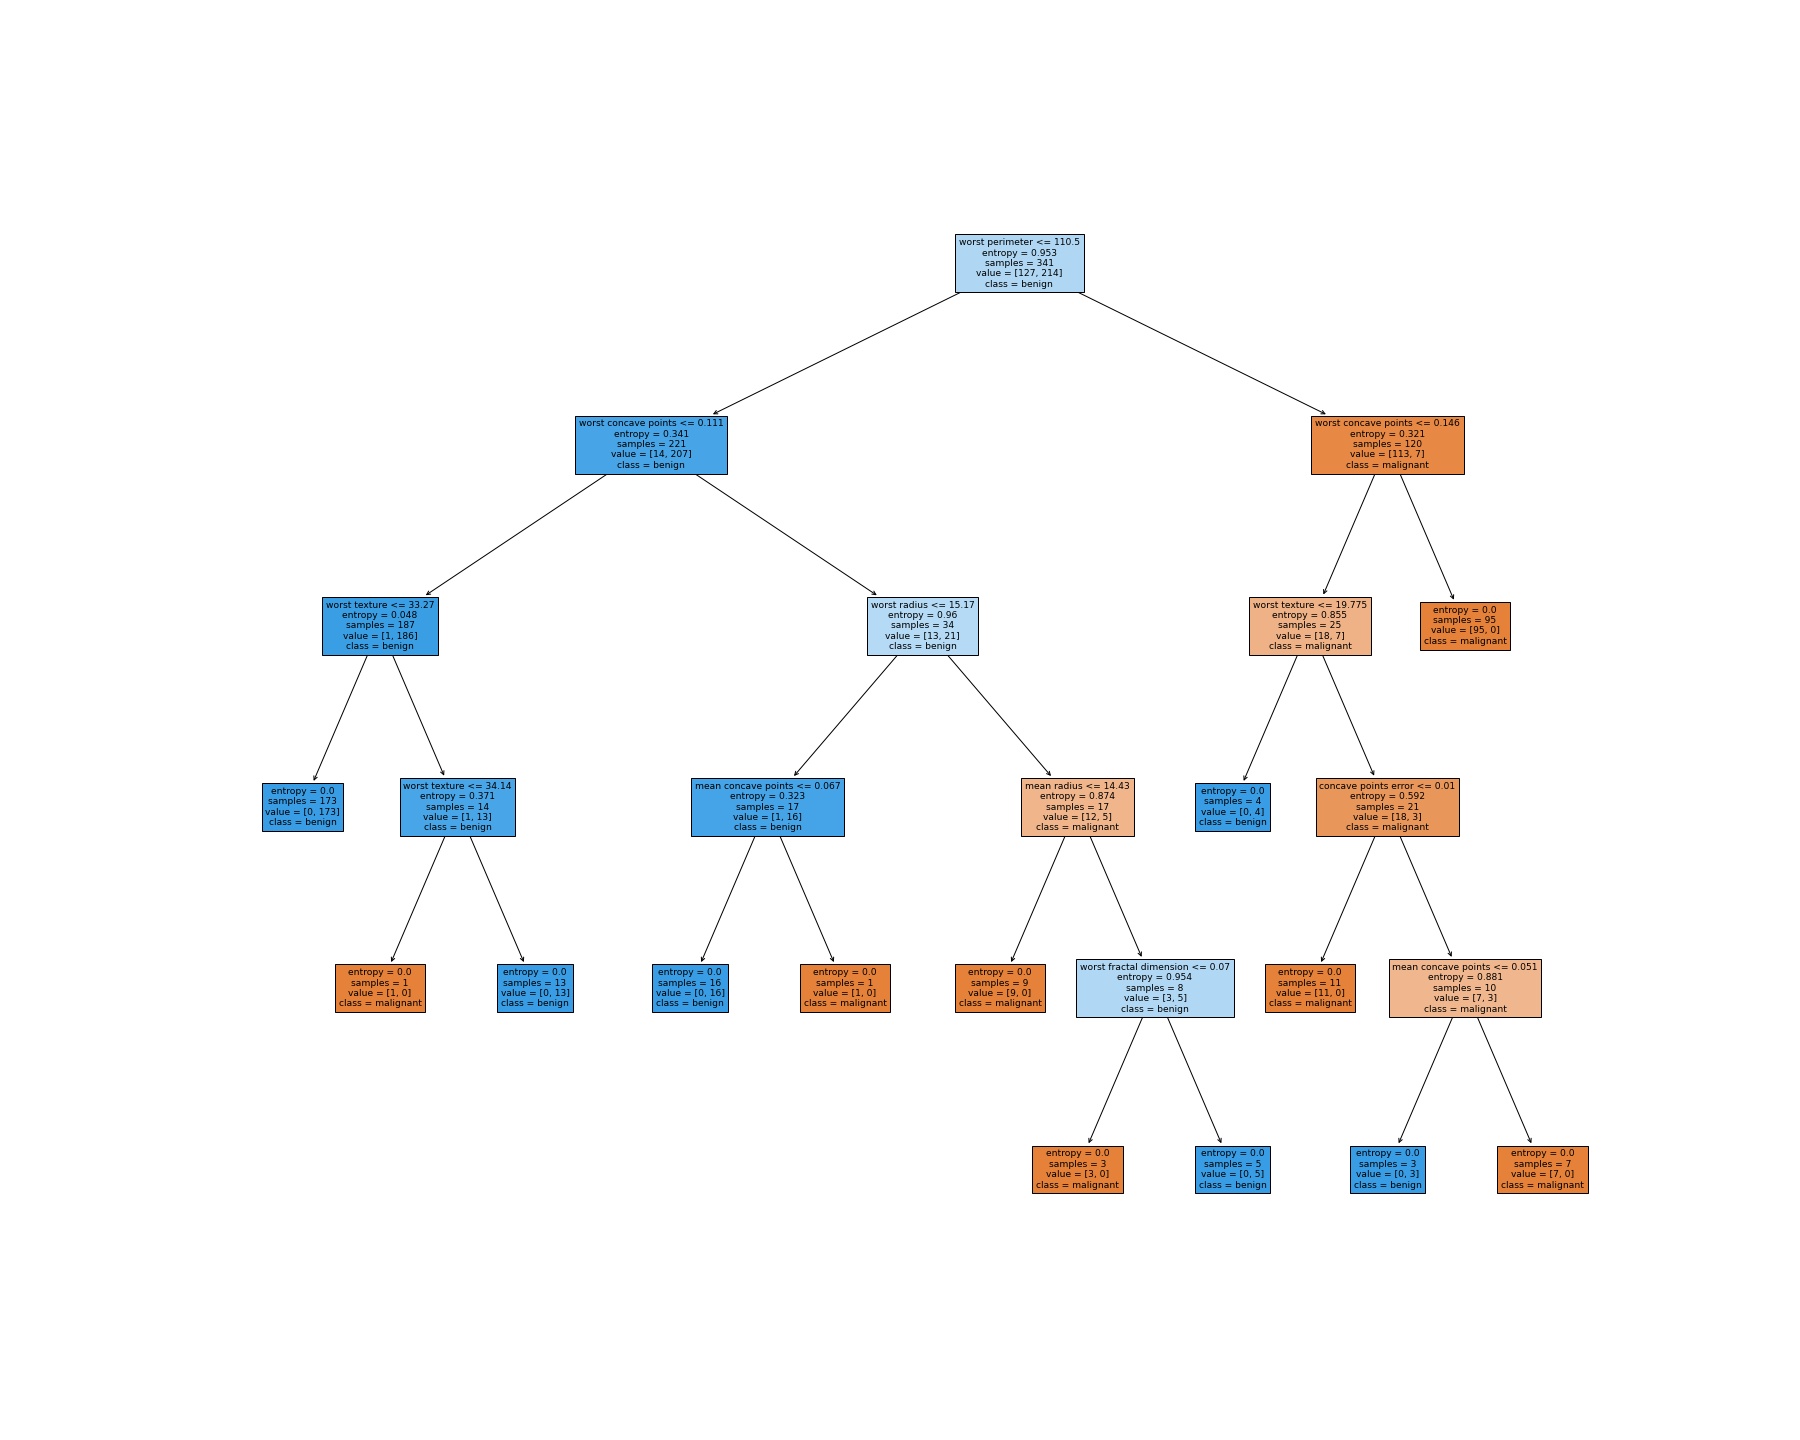 worst perimeter <= 110.5
entropy = 0.953
samples = 341
value = [127, 214]
class = benign
worst concave points <= 0.111
entropy = 0.341
samples = 221
value = [14, 207]
class = benign
worst concave points <= 0.146
entropy = 0.321
samples = 120
value = [113, 7]
class = malignant
worst texture <= 33.27
entropy = 0.048
samples = 187
value = [1, 186]
class = benign
worst radius <= 15.17
entropy = 0.96
samples = 34
value = [13, 21]
class = benign
worst texture <= 19.775
entropy = 0.855
samples = 25
value = [18, 7]
class = malignant
entropy = 0.0
samples = 95
value = [95, 0]
class = malignant
entropy = 0.0
samples = 173
value = [0, 173]
class = benign
worst texture <= 34.14
entropy = 0.371
samples = 14
value = [1, 13]
class = benign
mean concave points <= 0.067
entropy = 0.323
samples = 17
value = [1, 16]
class = benign
mean radius <= 14.43
entropy = 0.874
samples = 17
value = [12, 5]
class = malignant
entropy = 0.0
samples = 4
value = [0, 4]
class = benign
concave points error <= 0.01
entropy = 0.592
samples = 21
value = [18, 3]
class = malignant
entropy = 0.0
samples = 1
value = [1, 0]
class = malignant
entropy = 0.0
samples = 13
value = [0, 13]
class = benign
entropy = 0.0
samples = 16
value = [0, 16]
class = benign
entropy = 0.0
samples = 1
value = [1, 0]
class = malignant
entropy = 0.0
samples = 9
value = [9, 0]
class = malignant
worst fractal dimension <= 0.07
entropy = 0.954
samples = 8
value = [3, 5]
class = benign
entropy = 0.0
samples = 11
value = [11, 0]
class = malignant
mean concave points <= 0.051
entropy = 0.881
samples = 10
value = [7, 3]
class = malignant
entropy = 0.0
samples = 3
value = [3, 0]
class = malignant
entropy = 0.0
samples = 5
value = [0, 5]
class = benign
entropy = 0.0
samples = 3
value = [0, 3]
class = benign
entropy = 0.0
samples = 7
value = [7, 0]
class = malignant